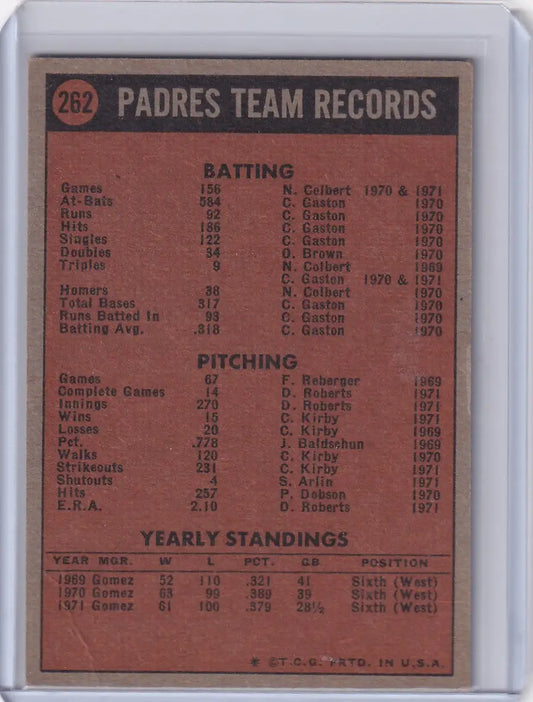 262 PADRES TEAM RECORDS
BATTING
Games 156 N. Colbert 1970 & 1971
At-Bats 584 C. Gaston 1970
Runs 92 C. Gaston 1970
Hits 186 C. Gaston 1970
Singles 122 C. Gaston 1970
Doubles 34 O. Brown 1970
Triples 9 N. Colbert 1969
C. Gaston 1970 & 1971
Homers 38 N. Colbert 1970
Total Bases 317 C. Gaston 1970
Runs Batted In 93 C. Gaston 1970
Batting Avg. .318 C. Gaston 1970
PITCHING
Games 67 F. Reberger 1969
Complete Games 14 D. Roberts 1971
Innings 270 D. Roberts 1971
Wins 15 C. Kirby 1971
Losses 20 C. Kirby 1969
Pct. .778 J. Baldschun 1969
Walks 120 C. Kirby 1970
Strikeouts 231 C. Kirby 1971
Shutouts 4 S. Arlin 1971
Hits 257 P. Dobson 1970
E.R.A. 2.10 D. Roberts 1971
YEARLY STANDINGS
YEAR MGR. W L PCT. GB POSITION
1969 Gomez 52 110 .321 41 Sixth (West)
1970 Gomez 63 99 .389 39 Sixth (West)
1971 Gomez 61 100 .379 28½ Sixth (West)
* ©T.C.G. PRTD. IN U.S.A.